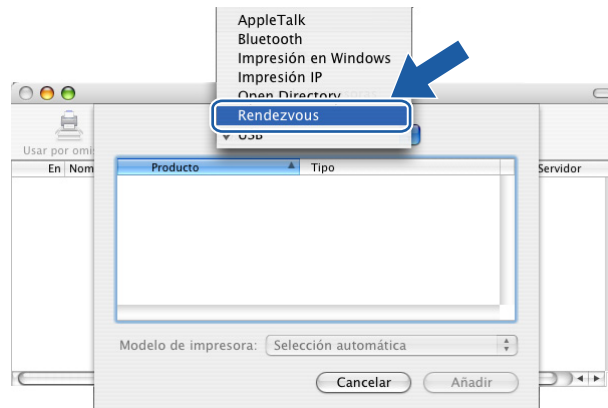 AppleTalk
Bluetooth
Impresión en Windows
Impresión IP
Open Directory
Rendezvous
USB
Usar por omi
En Nom
Producto Tipo
Servidor
Modelo de impresora: Selección automática
Cancelar Añadir